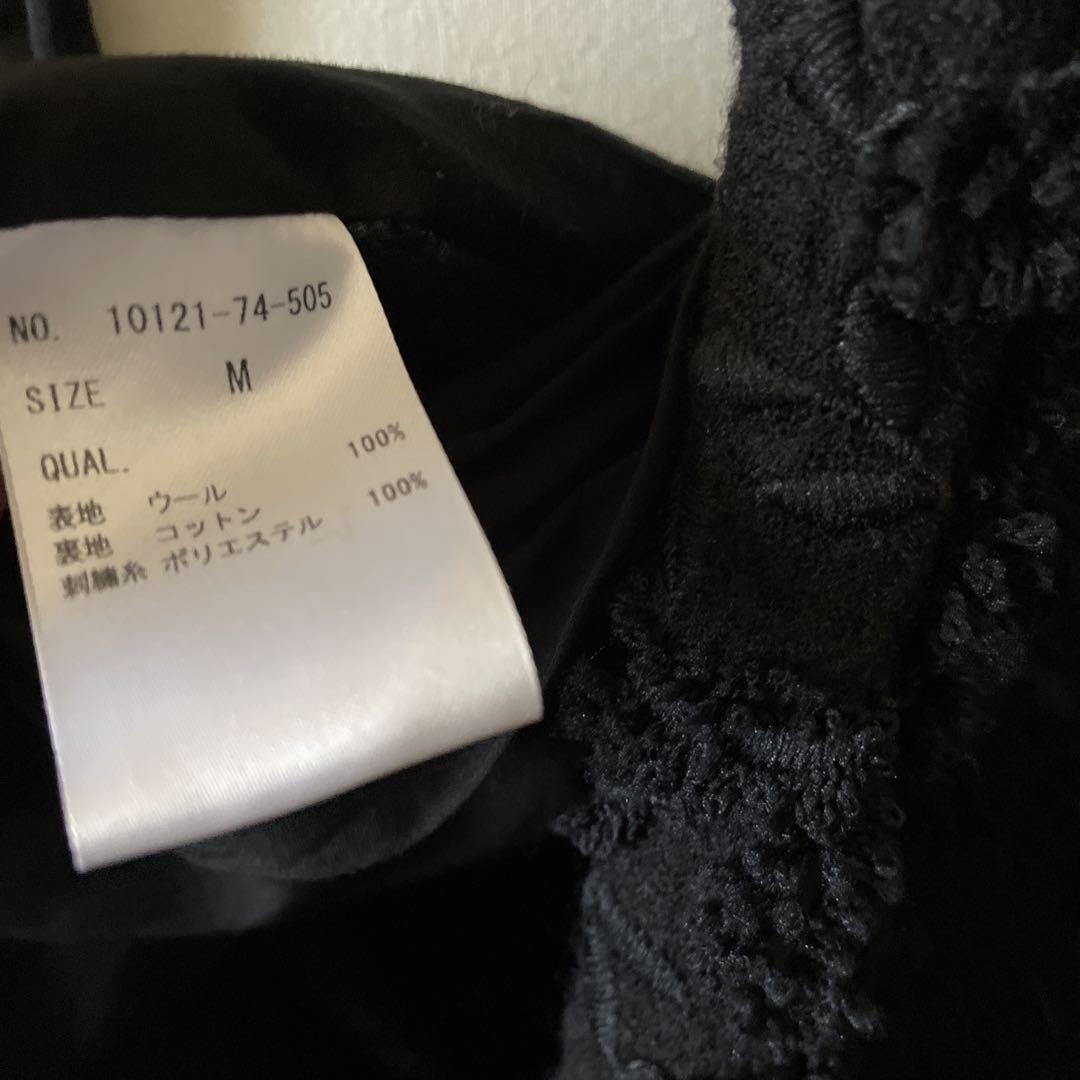 NO. 10121-74-505
SIZE M
QUAL.
表地 ウール 100%
裏地 コットン 100%
刺繍糸 ポリエステル